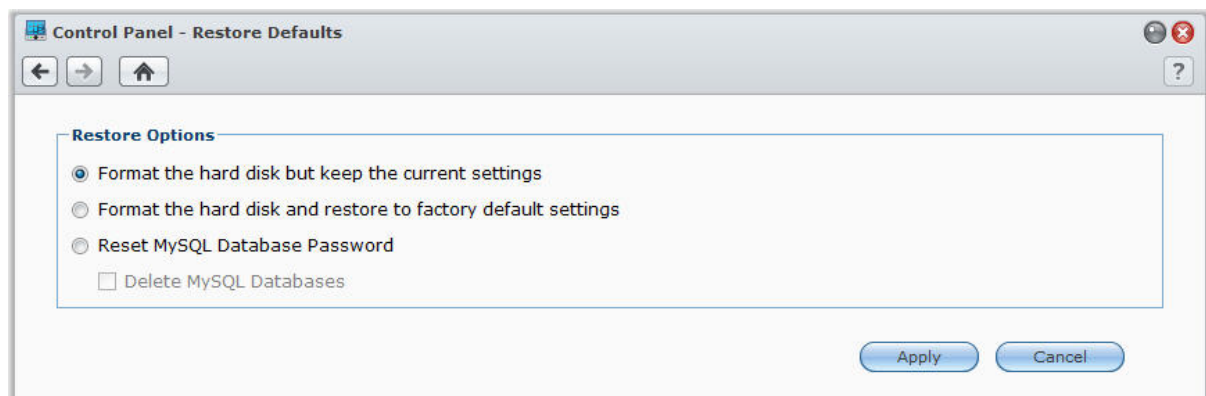 Control Panel - Restore Defaults
?
Restore Options
Format the hard disk but keep the current settings
Format the hard disk and restore to factory default settings
Reset MySQL Database Password
Delete MySQL Databases
Apply Cancel